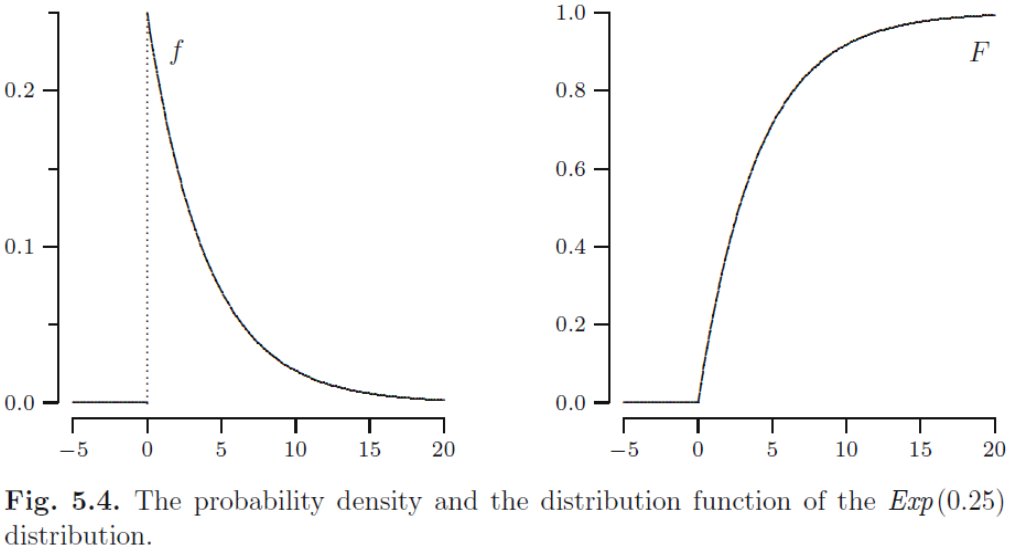 f
0.2
0.1
0.0
−5 0 5 10 15 20
1.0
F
0.8
0.6
0.4
0.2
0.0
−5 0 5 10 15 20
Fig. 5.4. The probability density and the distribution function of the Exp(0.25)
distribution.